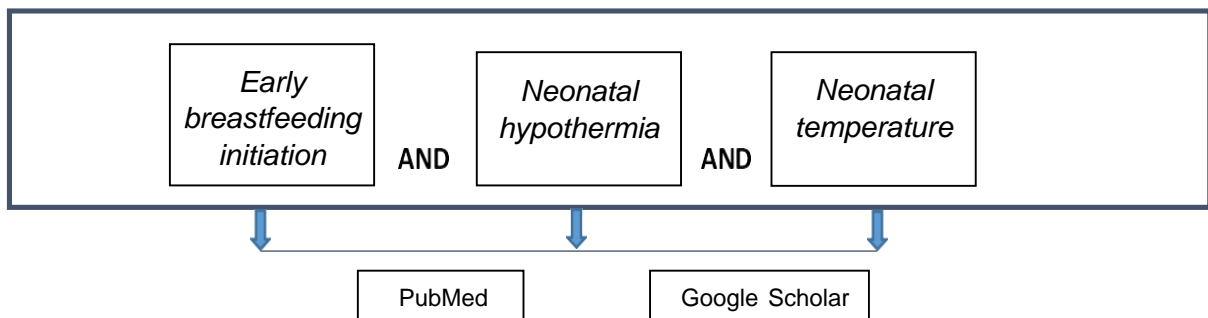 Early
breastfeeding
initiation
AND
Neonatal
hypothermia
AND
Neonatal
temperature
PubMed
Google Scholar